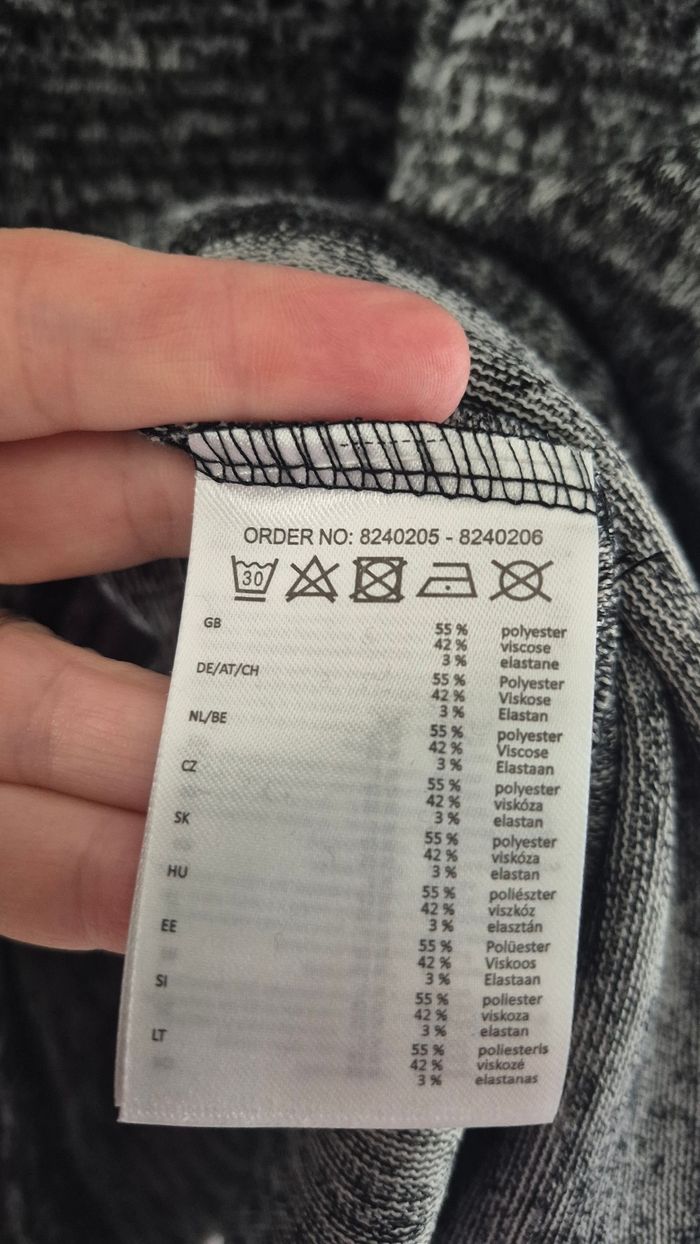 ORDER NO: 8240205 - 8240206
30
GB 55 % polyester
42 % viscose
3 % elastane
DE/AT/CH 55 % Polyester
42 % Viskose
3 % Elastan
NL/BE 55 % polyester
42 % Viscose
3 % Elastaan
CZ 55 % polyester
42 % viskóza
3 % elastan
SK 55 % polyester
42 % viskóza
3 % elastan
HU 55 % poliészter
42 % viszkóz
3 % elasztán
EE 55 % Polüester
42 % Viskoos
3 % Elastaan
SI 55 % poliester
42 % viskoza
3 % elastan
LT 55 % poliesteris
42 % viskozė
3 % elastanas